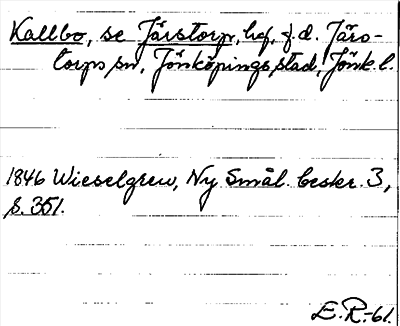 Kallbo, se Järstorp, hg, f.d. Järs-
torps sn, Jönköpings stad, Jönk. l.
1846 Wieselgren, Ny Smål. beskr. 3,
s. 351.
E.R.-61.